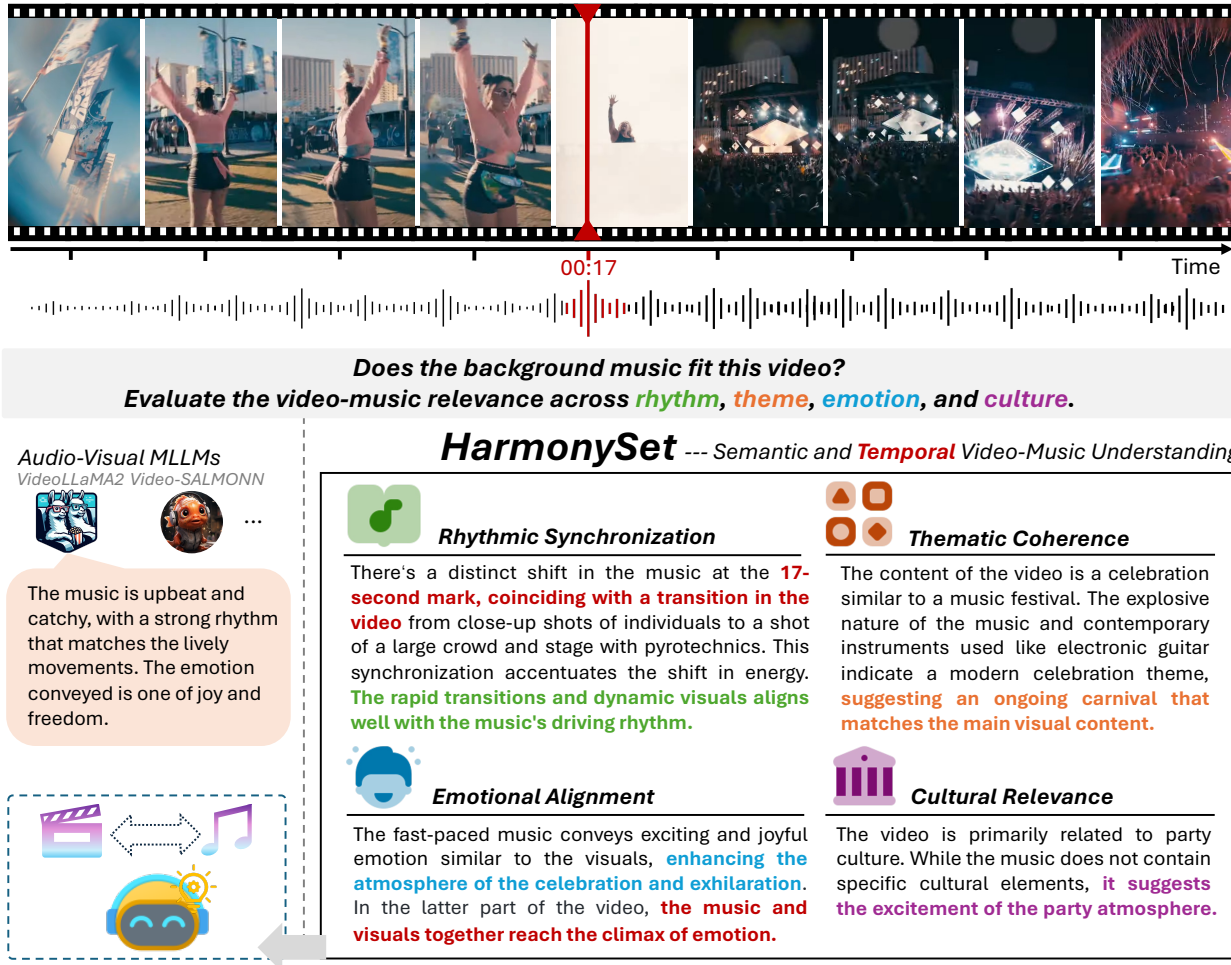 00:17
Time
Does the background music fit this video?
Evaluate the video-music relevance across rhythm, theme, emotion, and culture.
Audio-Visual MLLMs
VideoLLaMA2 Video-SALMONN
...
The music is upbeat and
catchy, with a strong rhythm
that matches the lively
movements. The emotion
conveyed is one of joy and
freedom.
HarmonySet --- Semantic and Temporal Video-Music Understanding
Rhythmic Synchronization
There's a distinct shift in the music at the 17-
second mark, coinciding with a transition in the
video from close-up shots of individuals to a shot
of a large crowd and stage with pyrotechnics. This
synchronization accentuates the shift in energy.
The rapid transitions and dynamic visuals aligns
well with the music's driving rhythm.
Thematic Coherence
The content of the video is a celebration
similar to a music festival. The explosive
nature of the music and contemporary
instruments used like electronic guitar
indicate a modern celebration theme,
suggesting an ongoing carnival that
matches the main visual content.
Emotional Alignment
The fast-paced music conveys exciting and joyful
emotion similar to the visuals, enhancing the
atmosphere of the celebration and exhilaration.
In the latter part of the video, the music and
visuals together reach the climax of emotion.
Cultural Relevance
The video is primarily related to party
culture. While the music does not contain
specific cultural elements, it suggests
the excitement of the party atmosphere.